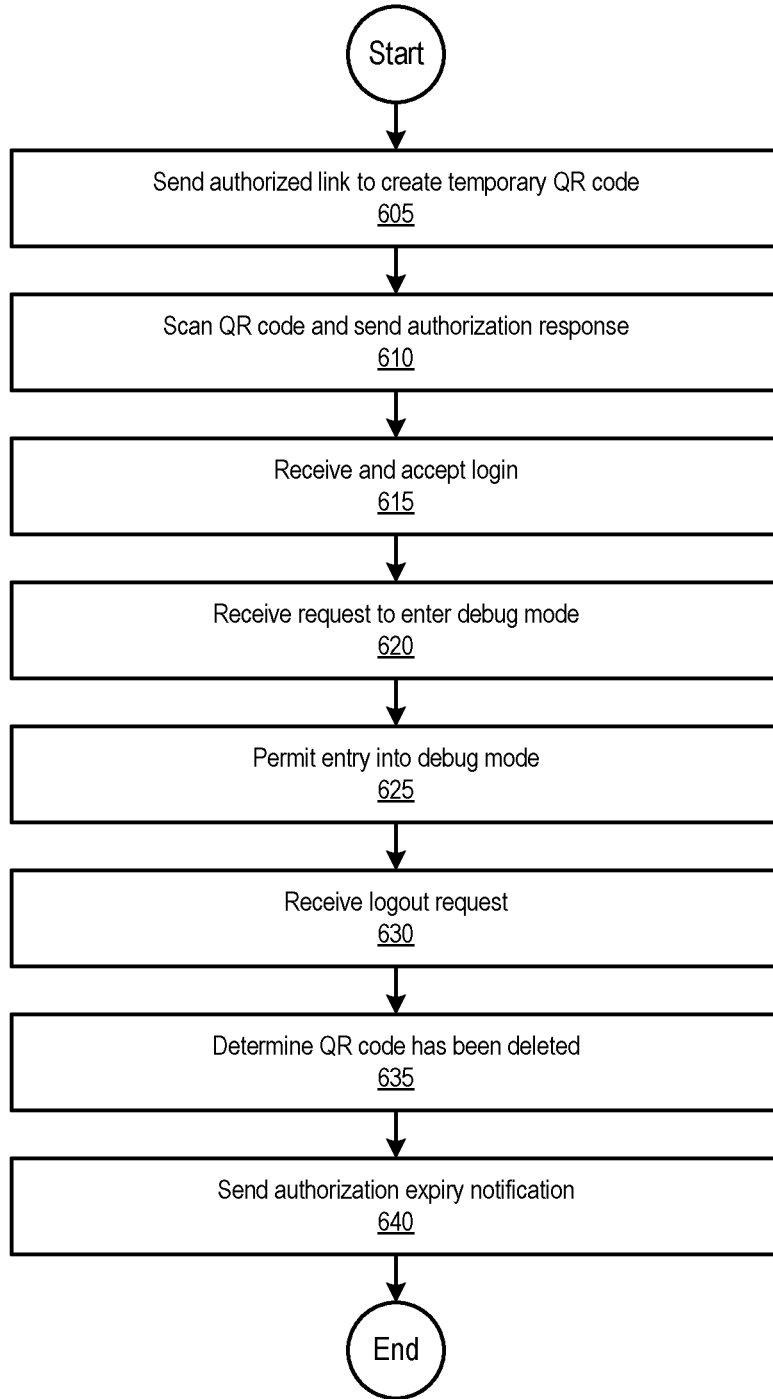 Start
Send authorized link to create temporary QR code
605
Scan QR code and send authorization response
610
Receive and accept login
615
Receive request to enter debug mode
620
Permit entry into debug mode
625
Receive logout request
630
Determine QR code has been deleted
635
Send authorization expiry notification
640
End